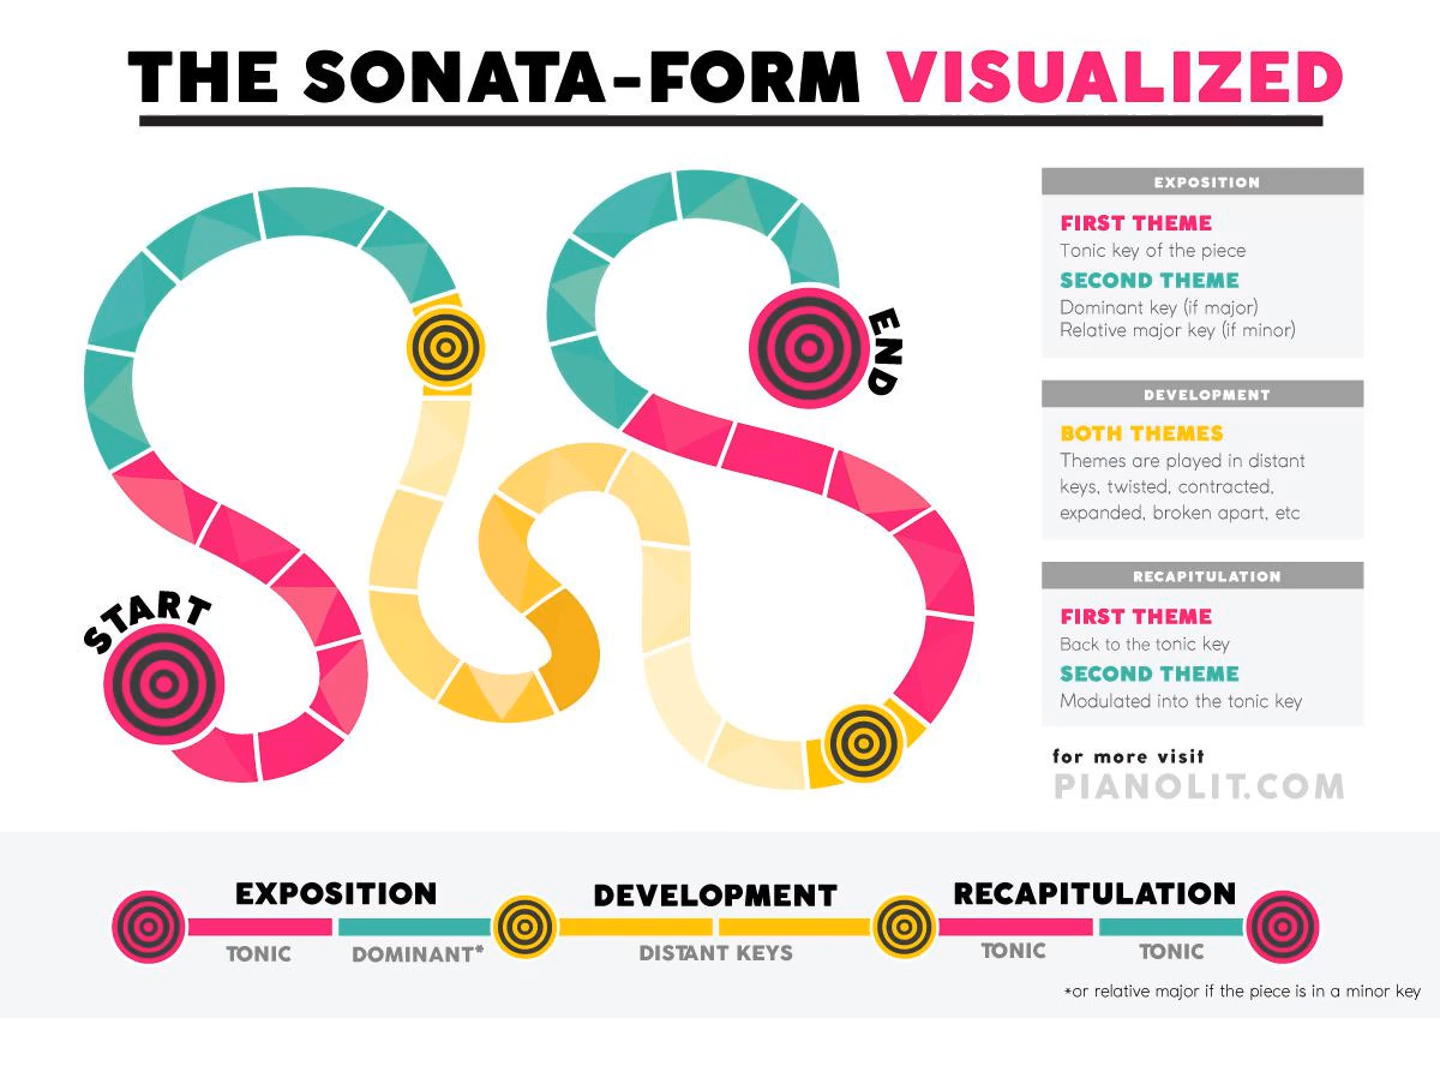 THE SONATA-FORM VISUALIZED
START
END
EXPOSITION
FIRST THEME
Tonic key of the piece
SECOND THEME
Dominant key (if major)
Relative major key (if minor)
DEVELOPMENT
BOTH THEMES
Themes are played in distant
keys, twisted, contracted,
expanded, broken apart, etc
RECAPITULATION
FIRST THEME
Back to the tonic key
SECOND THEME
Modulated into the tonic key
for more visit
PIANOLIT.COM
EXPOSITION DEVELOPMENT RECAPITULATION
TONIC DOMINANT* DISTANT KEYS TONIC TONIC
*or relative major if the piece is in a minor key